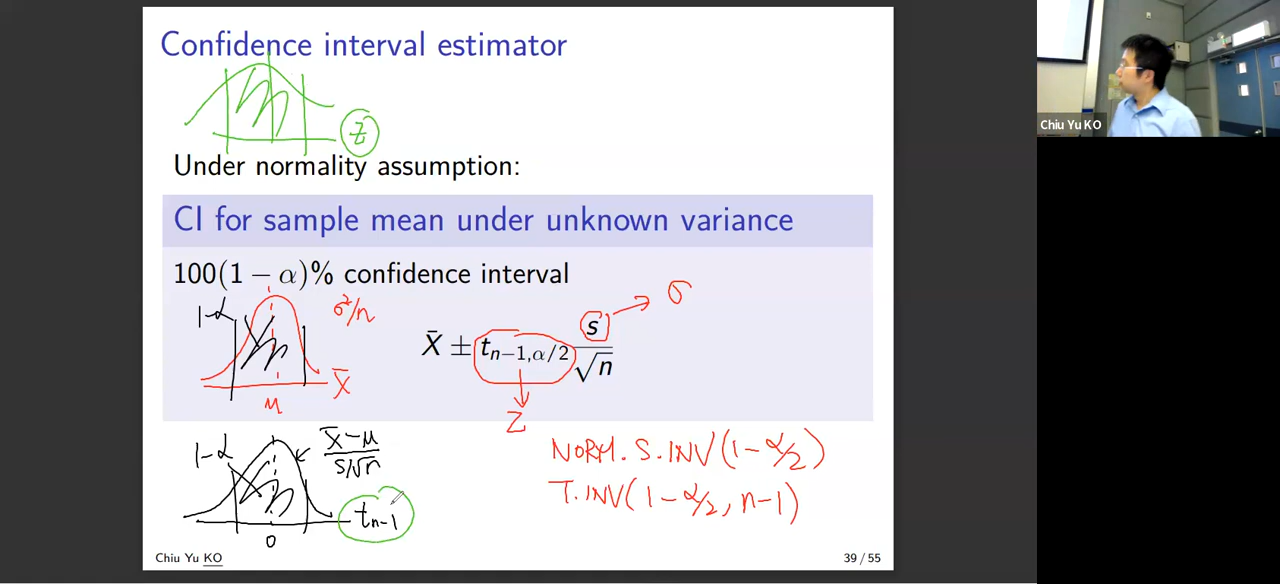 Confidence interval estimator
Z
Under normality assumption:
CI for sample mean under unknown variance
100(1 − α)% confidence interval
1-α
σ²/n
X̄
μ
X̄ ± t_{n−1,α/2} s/√n
σ
Z
1-α
X̄-μ
s/√n
t_{n-1}
0
NORM.S.INV(1-α/2)
T.INV(1-α/2, n-1)
Chiu Yu KO
39 / 55
Chiu Yu KO